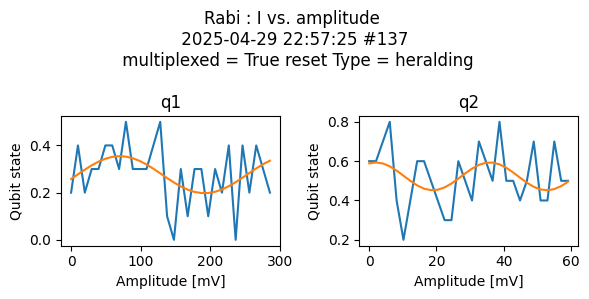 Rabi : I vs. amplitude
2025-04-29 22:57:25 #137
multiplexed = True reset Type = heralding
q1
q2
Qubit state
0.4
0.2
0.0
0
100
200
300
Amplitude [mV]
Qubit state
0.8
0.6
0.4
0.2
0
20
40
60
Amplitude [mV]